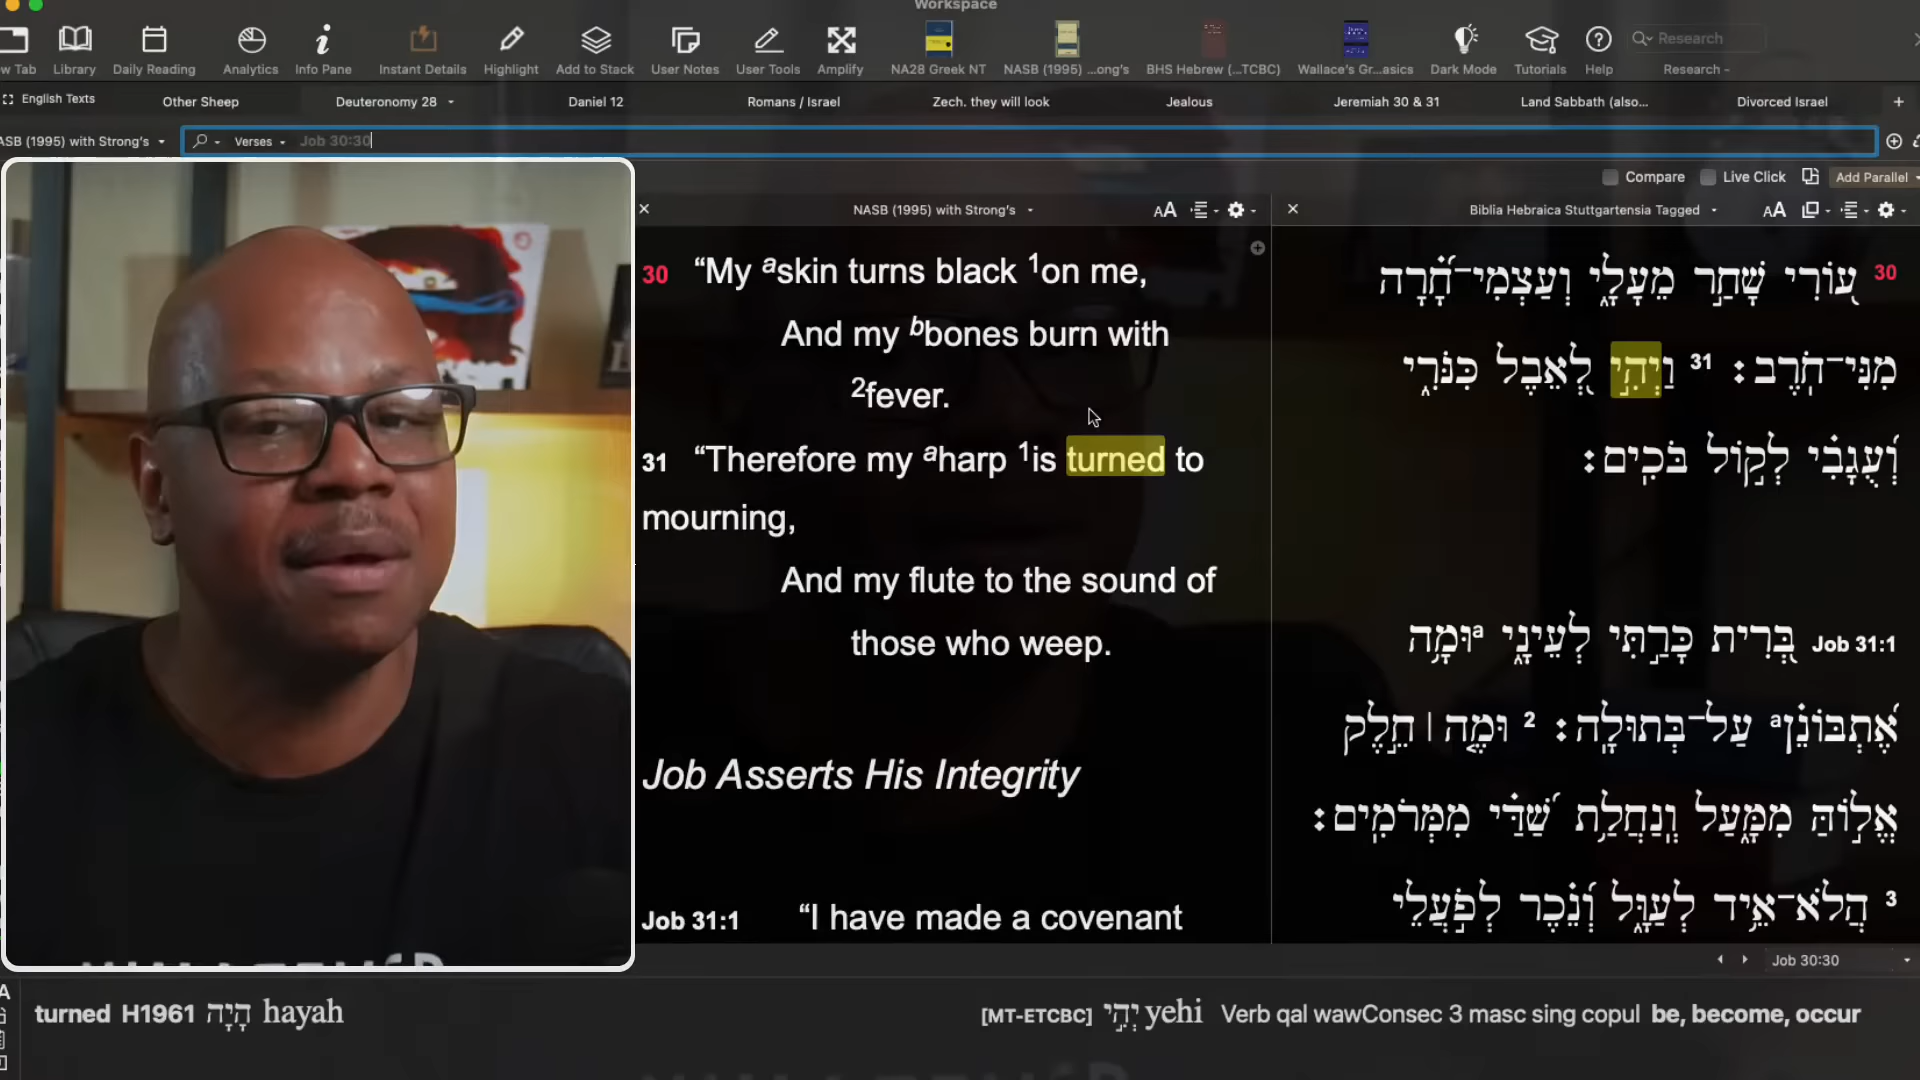 Workspace
w Tab
Library
Daily Reading
Analytics
Info Pane
Instant Details
Highlight
Add to Stack
User Notes
User Tools
Amplify
NA28 Greek NT
NASB (1995) ...ong's
BHS Hebrew (...TCBC)
Wallace's Gr...asics
Dark Mode
Tutorials
Help
Research
Research
English Texts
Other Sheep
Deuteronomy 28
Daniel 12
Romans / Israel
Zech. they will look
Jealous
Jeremiah 30 & 31
Land Sabbath (also...
Divorced Israel
ASB (1995) with Strong's
Verses
Job 30:30
Compare
Live Click
Add Parallel
NASB (1995) with Strong's
AA
30 “My ᵃskin turns black ¹on me,
And my ᵇbones burn with
²fever.
31 “Therefore my ᵃharp ¹is turned to
mourning,
And my flute to the sound of
those who weep.
Job Asserts His Integrity
Job 31:1 “I have made a covenant
Biblia Hebraica Stuttgartensia Tagged
AA
30 ע֭וֹרִי שָׁחַ֣ר מֵעָלָ֑י וְעַצְמִי־חָ֝֗רָה
מִנִּי־חֹֽרֶב׃ 31 וַיְהִ֣י לְ֭אֵבֶל כִּנֹּרִ֑י
וְ֝עֻגָבִ֗י לְק֣וֹל בֹּכִֽים׃
Job 31:1 בְּ֭רִית כָּרַ֣תִּי לְעֵינָ֑י ᵃוּמָ֥ה
אֶ֝תְבּוֹנֵ֗ןᵃ עַל־בְּתוּלָֽה׃ 2 וּמֶ֤ה ׀ חֵ֣לֶק
אֱל֣וֹהַּ מִמָּ֑עַל וְֽנַחֲלַ֥ת שַׁ֝דַּ֗י מִמְּרֹמִֽים׃
3 הֲלֹא־אֵ֥יד לְעַוָּ֑ל וְ֝נֵ֗כֶר לְפֹ֣עֲלֵי
Job 30:30
turned H1961 הָיָה hayah
[MT-ETCBC] יְהִ֣י yehi Verb qal wawConsec 3 masc sing copul be, become, occur